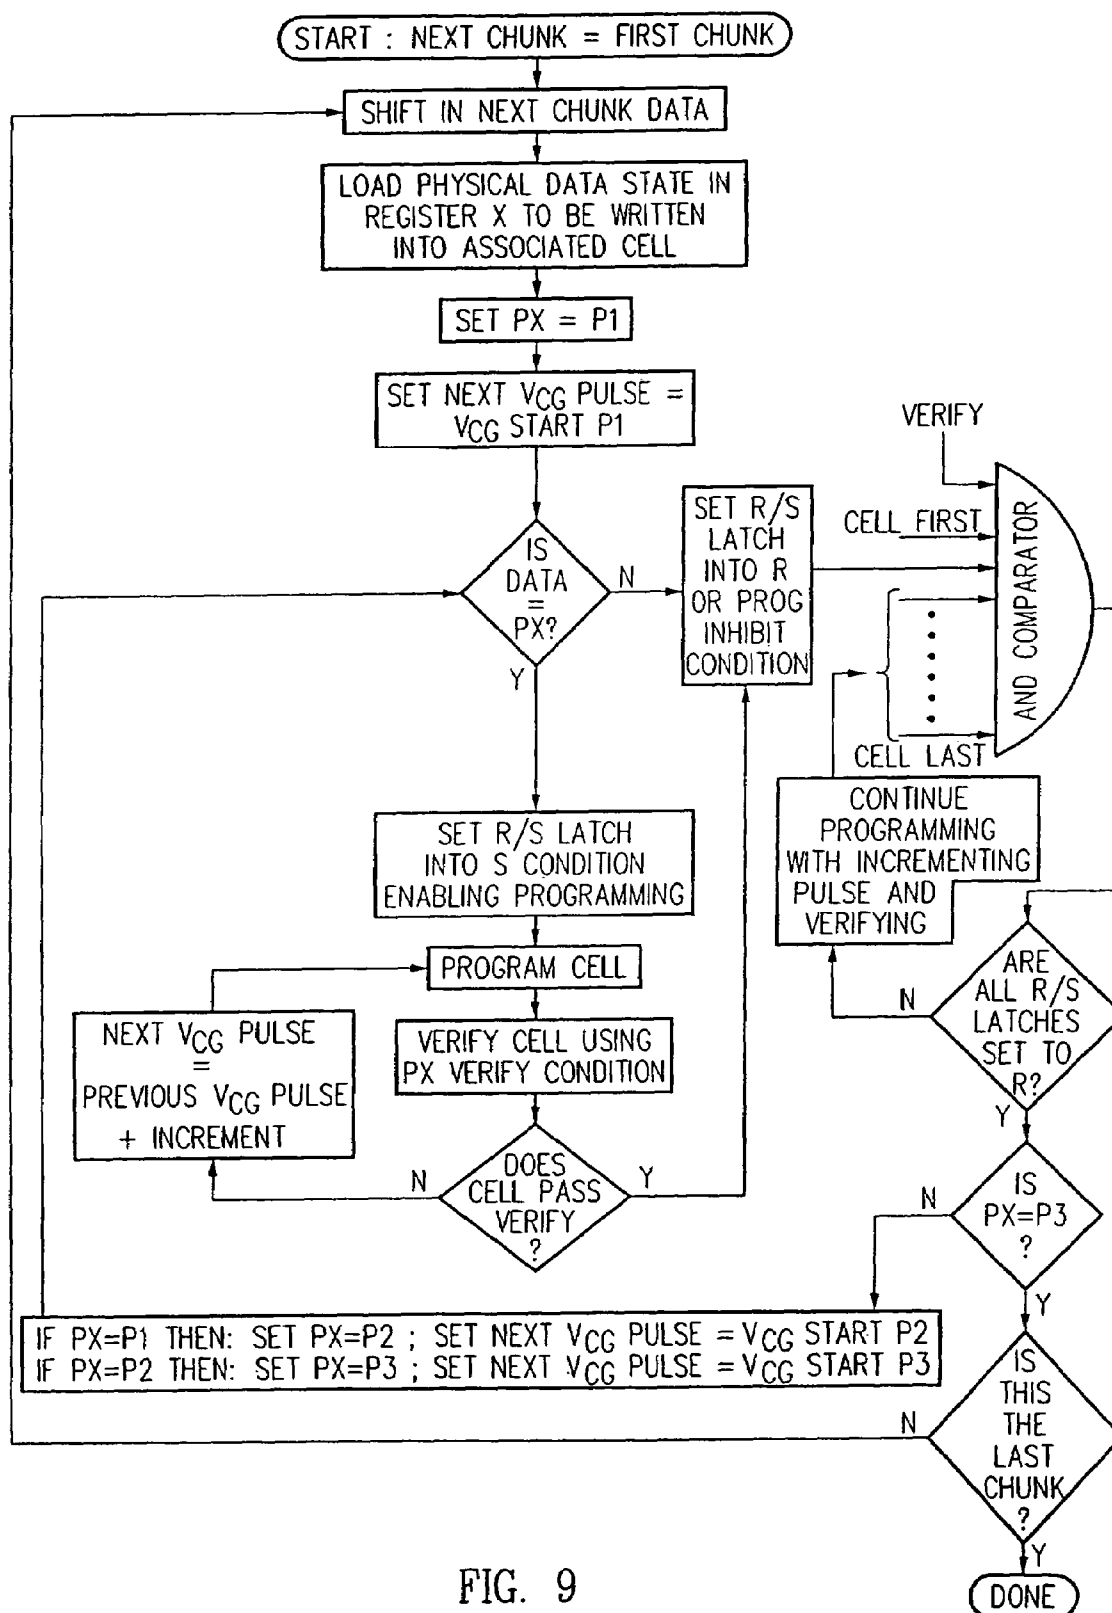 START : NEXT CHUNK = FIRST CHUNK
SHIFT IN NEXT CHUNK DATA
LOAD PHYSICAL DATA STATE IN
REGISTER X TO BE WRITTEN
INTO ASSOCIATED CELL
SET PX = P1
SET NEXT VCG PULSE =
VCG START P1
IS
DATA
=
PX?
N
Y
SET R/S
LATCH
INTO R
OR PROG
INHIBIT
CONDITION
VERIFY
CELL FIRST
CELL LAST
AND COMPARATOR
SET R/S LATCH
INTO S CONDITION
ENABLING PROGRAMMING
PROGRAM CELL
VERIFY CELL USING
PX VERIFY CONDITION
DOES
CELL PASS
VERIFY
?
N
Y
NEXT VCG PULSE
=
PREVIOUS VCG PULSE
+ INCREMENT
CONTINUE
PROGRAMMING
WITH INCREMENTING
PULSE AND
VERIFYING
ARE
ALL R/S
LATCHES
SET TO
R?
N
Y
IS
PX=P3
?
N
Y
IF PX=P1 THEN: SET PX=P2 ; SET NEXT VCG PULSE = VCG START P2
IF PX=P2 THEN: SET PX=P3 ; SET NEXT VCG PULSE = VCG START P3
IS
THIS
THE
LAST
CHUNK
?
N
Y
DONE
FIG. 9